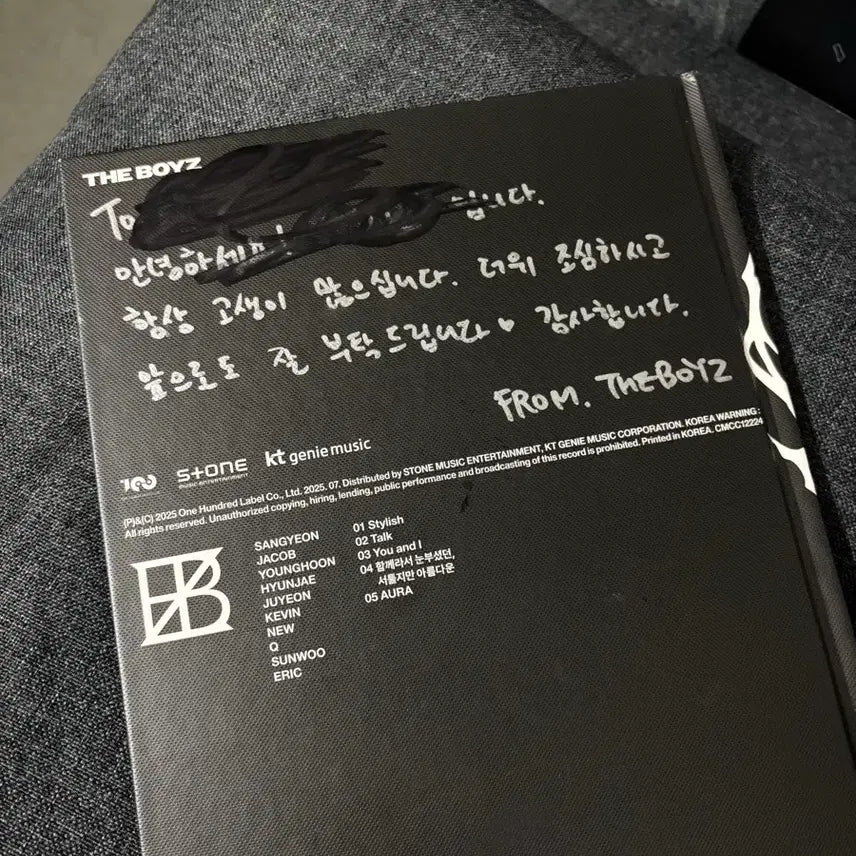 THE BOYZ
To
안녕하세 니다.
항상 고생이 많으십니다. 더위 조심하시고
앞으로도 잘 부탁드립니다♥ 감사합니다.
FROM. THEBOYZ
100
STONE
MUSIC ENTERTAINMENT
kt genie music
(P)&(C) 2025 One Hundred Label Co., Ltd. 2025. 07. Distributed by STONE MUSIC ENTERTAINMENT, KT GENIE MUSIC CORPORATION. KOREA WARNING :
All rights reserved. Unauthorized copying, hiring, lending, public performance and broadcasting of this record is prohibited. Printed in KOREA. CMCC12224
SANGYEON
JACOB
YOUNGHOON
HYUNJAE
JUYEON
KEVIN
NEW
Q
SUNWOO
ERIC
01 Stylish
02 Talk
03 You and I
04 함께라서 눈부셨던,
서툴지만 아름다운
05 AURA